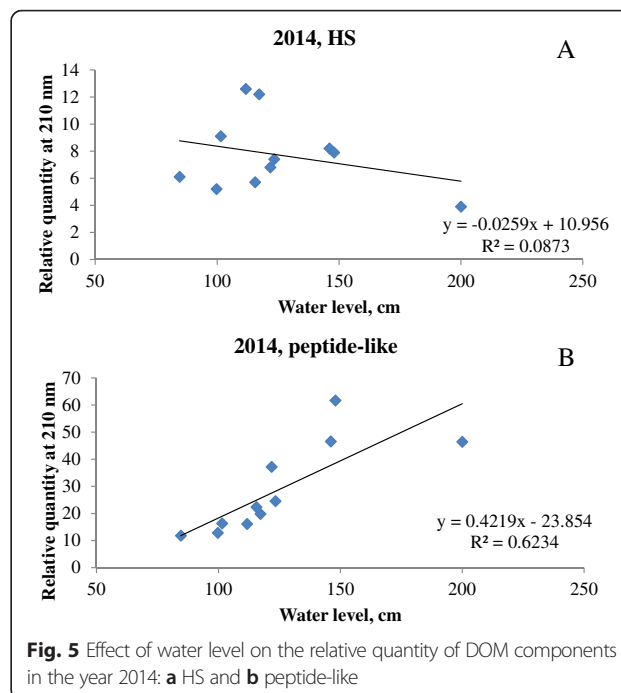 2014, HS
A
Relative quantity at 210 nm
14
12
10
8
6
4
2
0
y = -0.0259x + 10.956
R² = 0.0873
50 100 150 200 250
Water level, cm
2014, peptide-like
B
Relative quantity at 210 nm
70
60
50
40
30
20
10
0
y = 0.4219x - 23.854
R² = 0.6234
50 100 150 200 250
Water level, cm
Fig. 5 Effect of water level on the relative quantity of DOM components
in the year 2014: a HS and b peptide-like